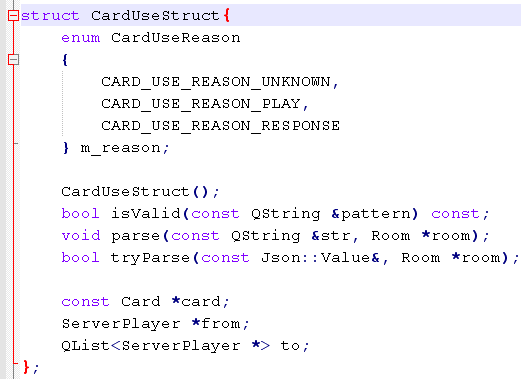 struct CardUseStruct{
enum CardUseReason
{
CARD_USE_REASON_UNKNOWN,
CARD_USE_REASON_PLAY,
CARD_USE_REASON_RESPONSE
} m_reason;
CardUseStruct();
bool isValid(const QString &pattern) const;
void parse(const QString &str, Room *room);
bool tryParse(const Json::Value&, Room *room);
const Card *card;
ServerPlayer *from;
QList<ServerPlayer *> to;
};